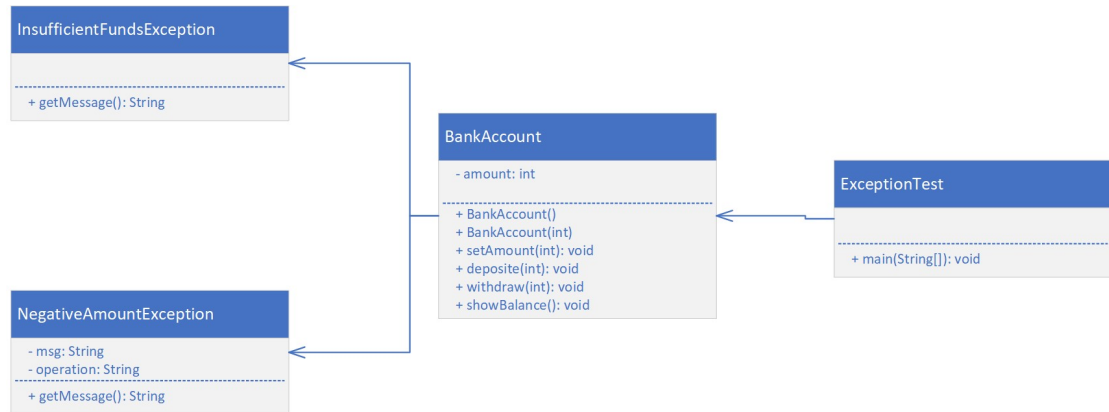 InsufficientFundsException
+ getMessage(): String
NegativeAmountException
- msg: String
- operation: String
+ getMessage(): String
BankAccount
- amount: int
+ BankAccount()
+ BankAccount(int)
+ setAmount(int): void
+ deposite(int): void
+ withdraw(int): void
+ showBalance(): void
ExceptionTest
+ main(String[]): void